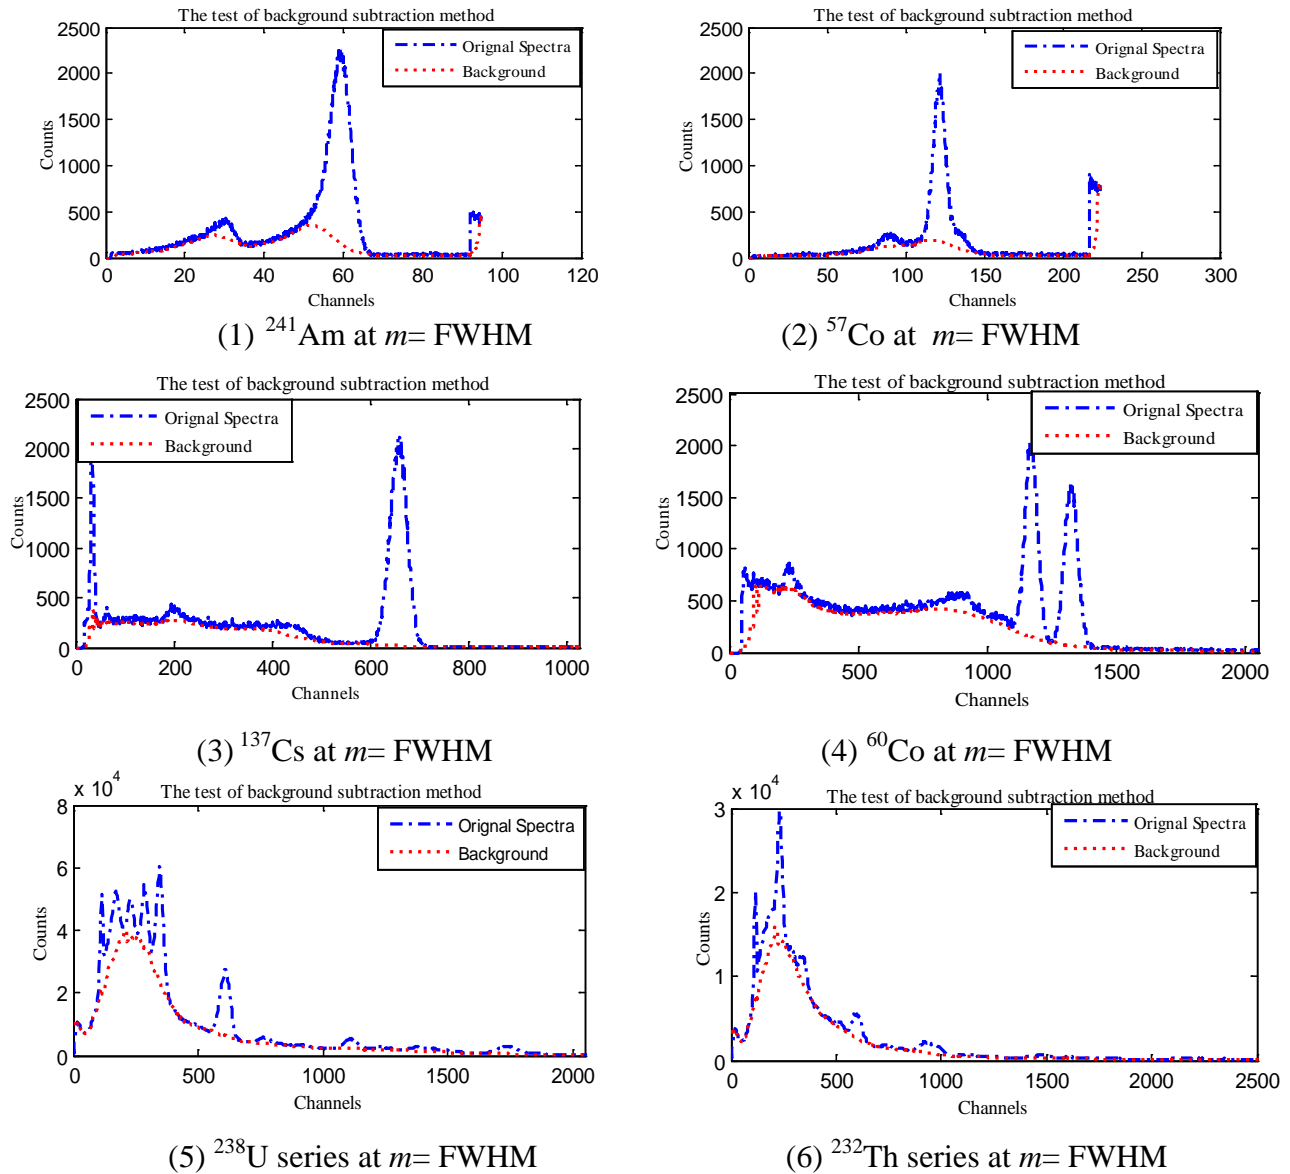 The test of background subtraction method
2500
2000
1500
1000
500
0
Counts
Orignal Spectra
Background
0 20 40 60 80 100 120
Channels
(1) ²⁴¹Am at m= FWHM
The test of background subtraction method
2500
2000
1500
1000
500
0
Counts
Orignal Spectra
Background
0 50 100 150 200 250 300
Channels
(2) ⁵⁷Co at m= FWHM
The test of background subtraction method
2500
2000
1500
1000
500
0
Counts
Orignal Spectra
Background
0 200 400 600 800 1000
Channels
(3) ¹³⁷Cs at m= FWHM
The test of background subtraction method
2500
2000
1500
1000
500
0
Counts
Orignal Spectra
Background
0 500 1000 1500 2000
Channels
(4) ⁶⁰Co at m= FWHM
x 10⁴
The test of background subtraction method
8
6
4
2
0
Counts
Orignal Spectra
Background
0 500 1000 1500 2000
Channels
(5) ²³⁸U series at m= FWHM
x 10⁴
The test of background subtraction method
3
2
1
0
Counts
Orignal Spectra
Background
0 500 1000 1500 2000 2500
Channels
(6) ²³²Th series at m= FWHM